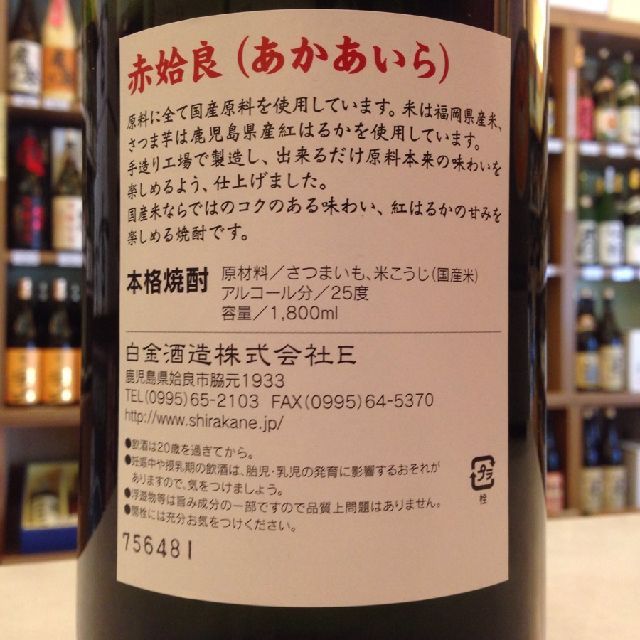 赤姶良(あかあいら)
原料に全て国産原料を使用しています。米は福岡県産米、
さつま芋は鹿児島県産紅はるかを使用しています。
手造り工場で製造し、出来るだけ原料本来の味わいを
楽しめるよう、仕上げました。
国産米ならではのコクのある味わい、紅はるかの甘みを
楽しめる焼酎です。
本格焼酎
原材料/さつまいも、米こうじ(国産米)
アルコール分/25度
容量/1,800ml
白金酒造株式会社E
鹿児島県姶良市脇元1933
TEL(0995)65-2103 FAX(0995)64-5370
http://www.shirakane.jp/
●飲酒は20歳を過ぎてから。
●妊娠中や授乳期の飲酒は、胎児・乳児の発育に影響するおそれが
ありますので、気をつけましょう。
●浮遊物等は旨み成分の一部ですので品質上問題はありません。
●開栓には充分お気をつけください。
プラ
栓
756481